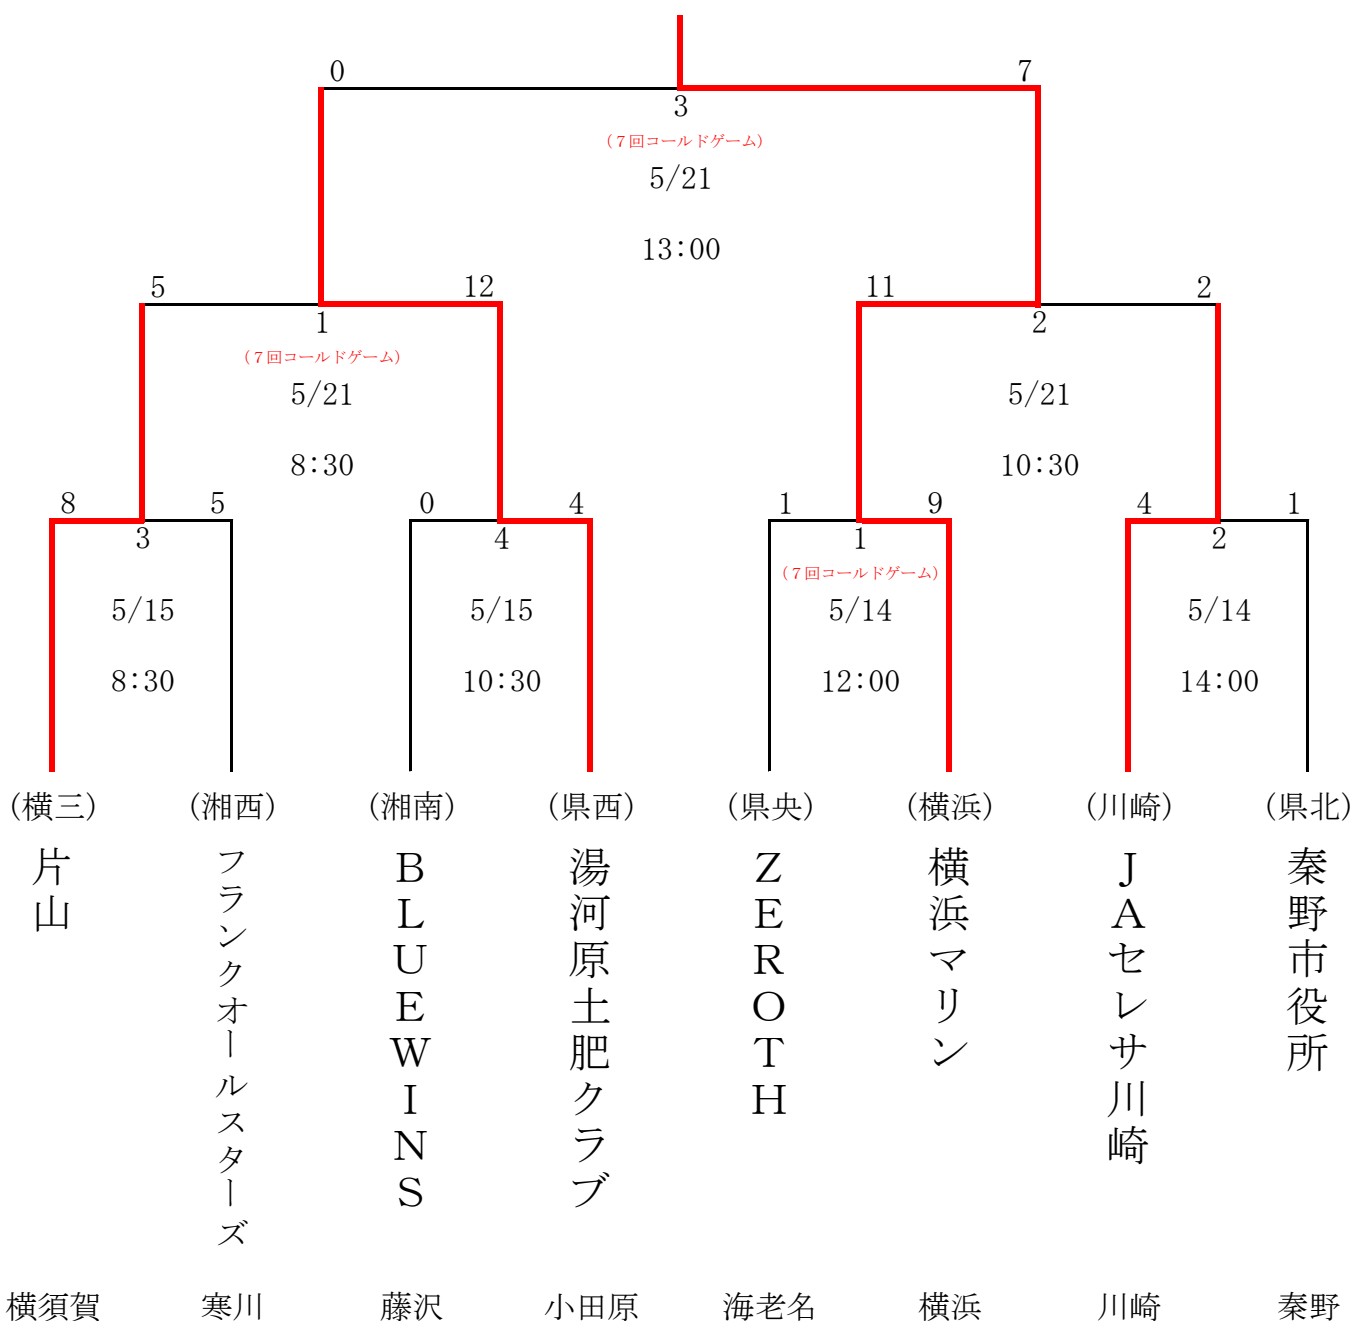 0
7
3
(７回コールドゲーム)
5/21
13:00
5
12
11
2
1
2
(７回コールドゲーム)
5/21
5/21
8:30
10:30
8
5
0
4
1
9
4
1
3
4
1
2
(７回コールドゲーム)
5/15
5/15
5/14
5/14
8:30
10:30
12:00
14:00
(横三)
(湘西)
(湘南)
(県西)
(県央)
(横浜)
(川崎)
(県北)
片山
フランクオールスターズ
ＢＬＵＥＷＩＮＳ
湯河原土肥クラブ
ＺＥＲＯＴＨ
横浜マリン
ＪＡセレサ川崎
秦野市役所
横須賀
寒川
藤沢
小田原
海老名
横浜
川崎
秦野